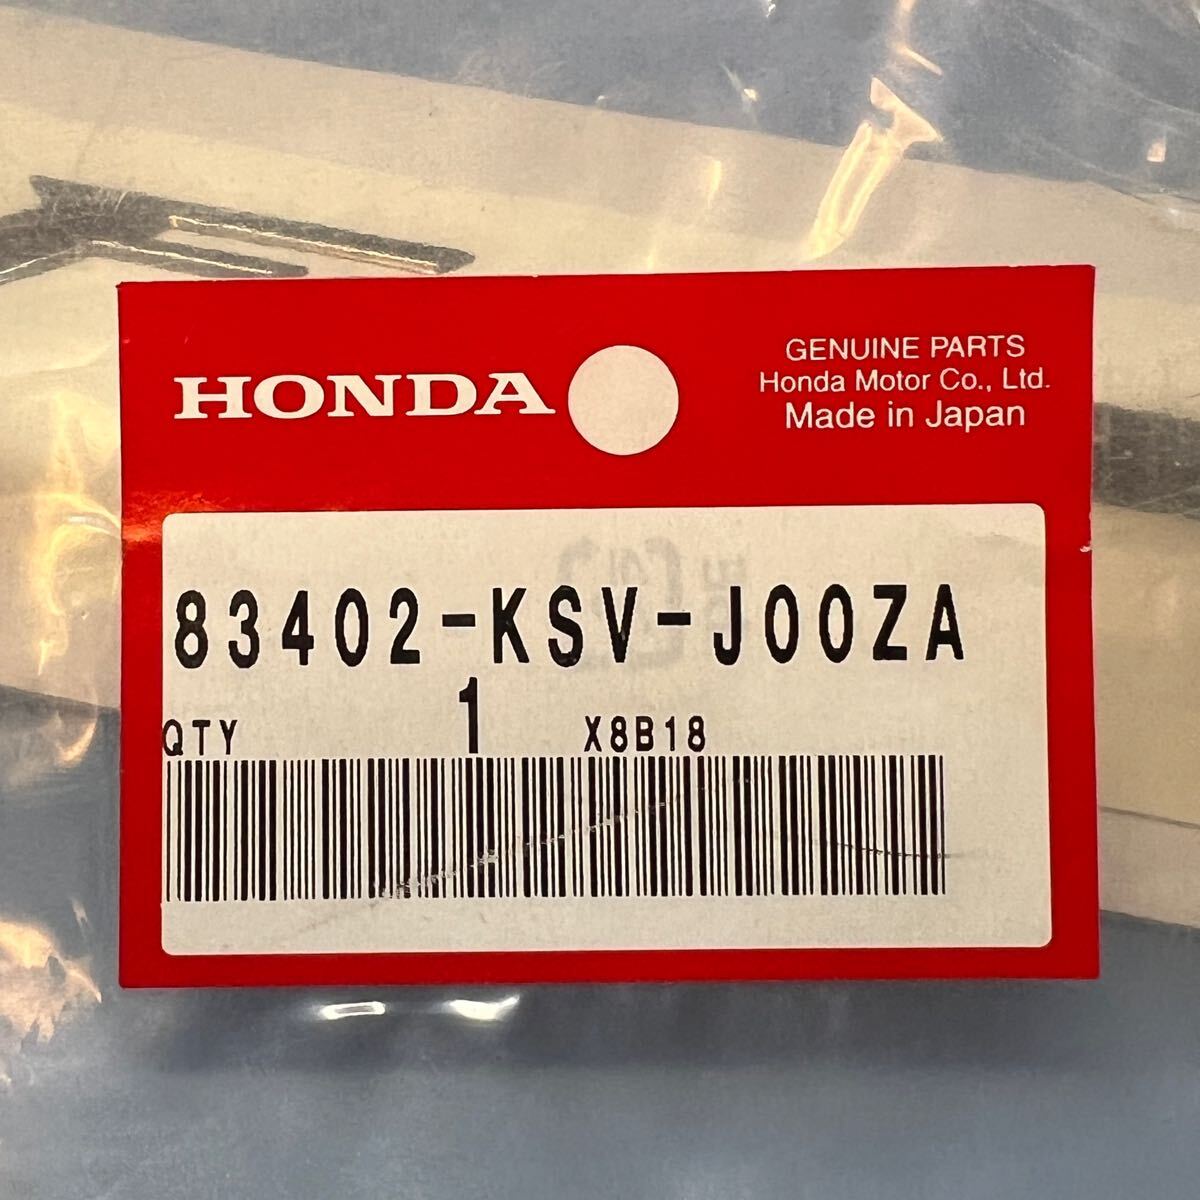 HONDA
GENUINE PARTS
Honda Motor Co., Ltd.
Made in Japan
83402-KSV-J00ZA
QTY 1 X8B18